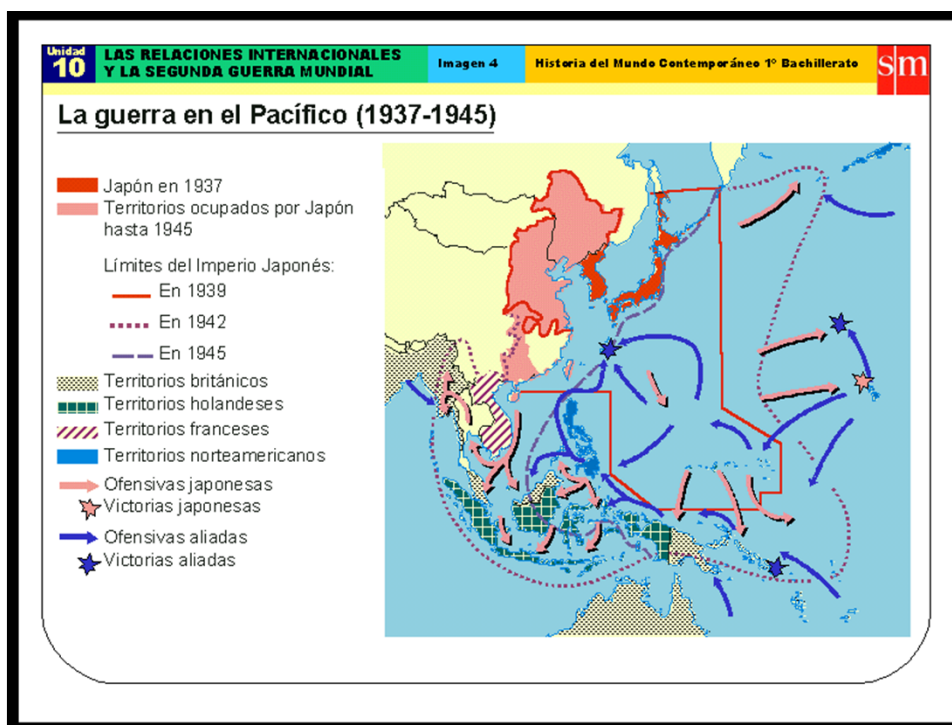 Unidad
10
LAS RELACIONES INTERNACIONALES
Y LA SEGUNDA GUERRA MUNDIAL
Imagen 4
Historia del Mundo Contemporáneo 1º Bachillerato
sm
La guerra en el Pacífico (1937-1945)
Japón en 1937
Territorios ocupados por Japón
hasta 1945
Límites del Imperio Japonés:
En 1939
En 1942
En 1945
Territorios británicos
Territorios holandeses
Territorios franceses
Territorios norteamericanos
Ofensivas japonesas
Victorias japonesas
Ofensivas aliadas
Victorias aliadas